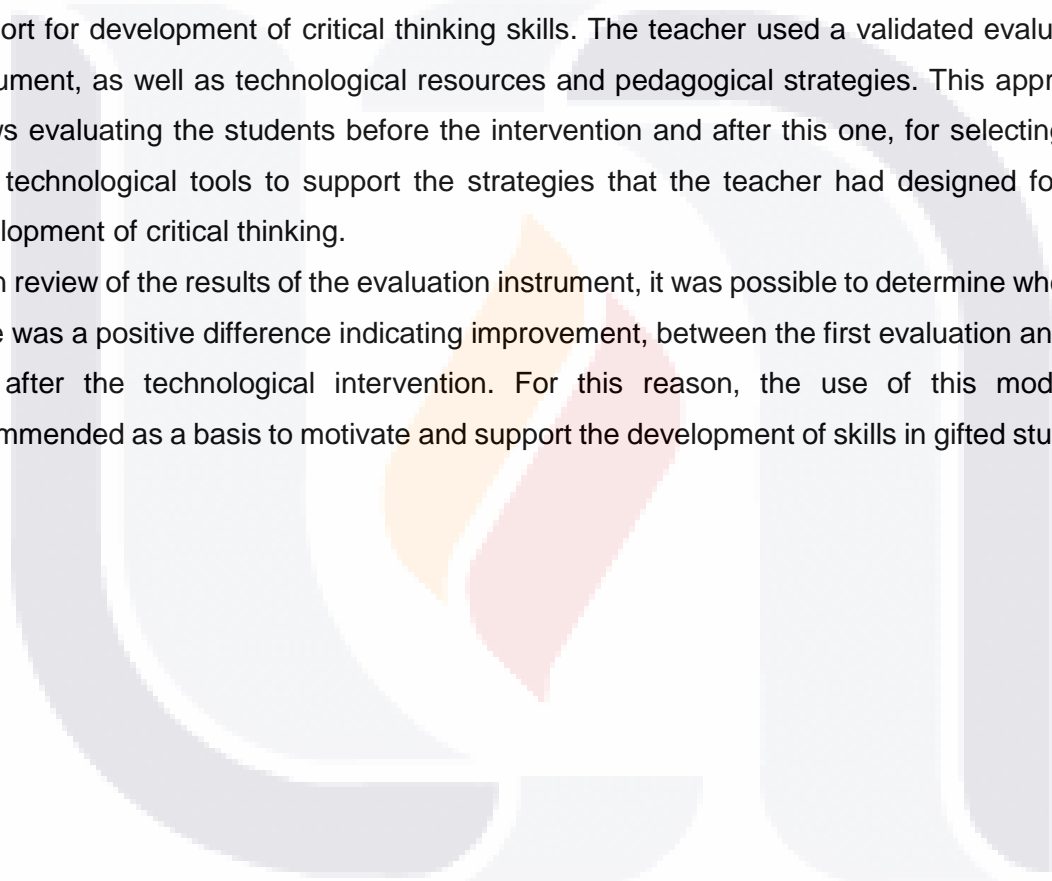 ort for development of critical thinking skills. The teacher used a validated evalu
ument, as well as technological resources and pedagogical strategies. This appr
s evaluating the students before the intervention and after this one, for selecting
technological tools to support the strategies that the teacher had designed fo
lopment of critical thinking.
review of the results of the evaluation instrument, it was possible to determine whe
e was a positive difference indicating improvement, between the first evaluation an
after the technological intervention. For this reason, the use of this mod
mmended as a basis to motivate and support the development of skills in gifted stu